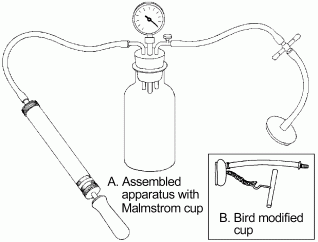 A. Assembled
apparatus with
Malmstrom cup
B. Bird modified
cup